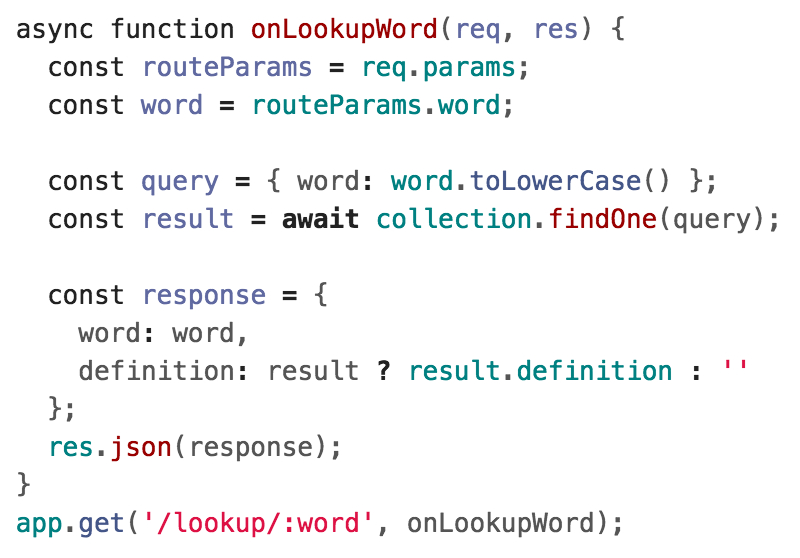 async function onLookupWord(req, res) {
  const routeParams = req.params;
  const word = routeParams.word;

  const query = { word: word.toLowerCase() };
  const result = await collection.findOne(query);

  const response = {
    word: word,
    definition: result ? result.definition : ''
  };
  res.json(response);
}
app.get('/lookup/:word', onLookupWord);